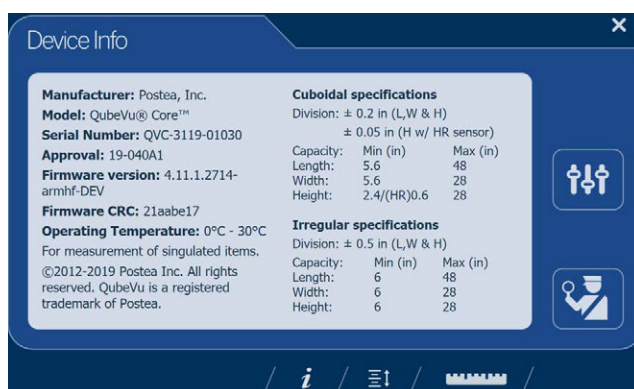 Device Info
Manufacturer: Postea, Inc.
Model: QubeVu® Core™
Serial Number: QVC-3119-01030
Approval: 19-040A1
Firmware version: 4.11.1.2714-
armhf-DEV
Firmware CRC: 21aabe17
Operating Temperature: 0°C - 30°C
For measurement of singulated items.
©2012-2019 Postea Inc. All rights
reserved. QubeVu is a registered
trademark of Postea.
Cuboidal specifications
Division: ± 0.2 in (L,W & H)
± 0.05 in (H w/ HR sensor)
Capacity: Min (in) Max (in)
Length: 5.6 48
Width: 5.6 28
Height: 2.4/(HR)0.6 28
Irregular specifications
Division: ± 0.5 in (L,W & H)
Capacity: Min (in) Max (in)
Length: 6 48
Width: 6 28
Height: 6 28